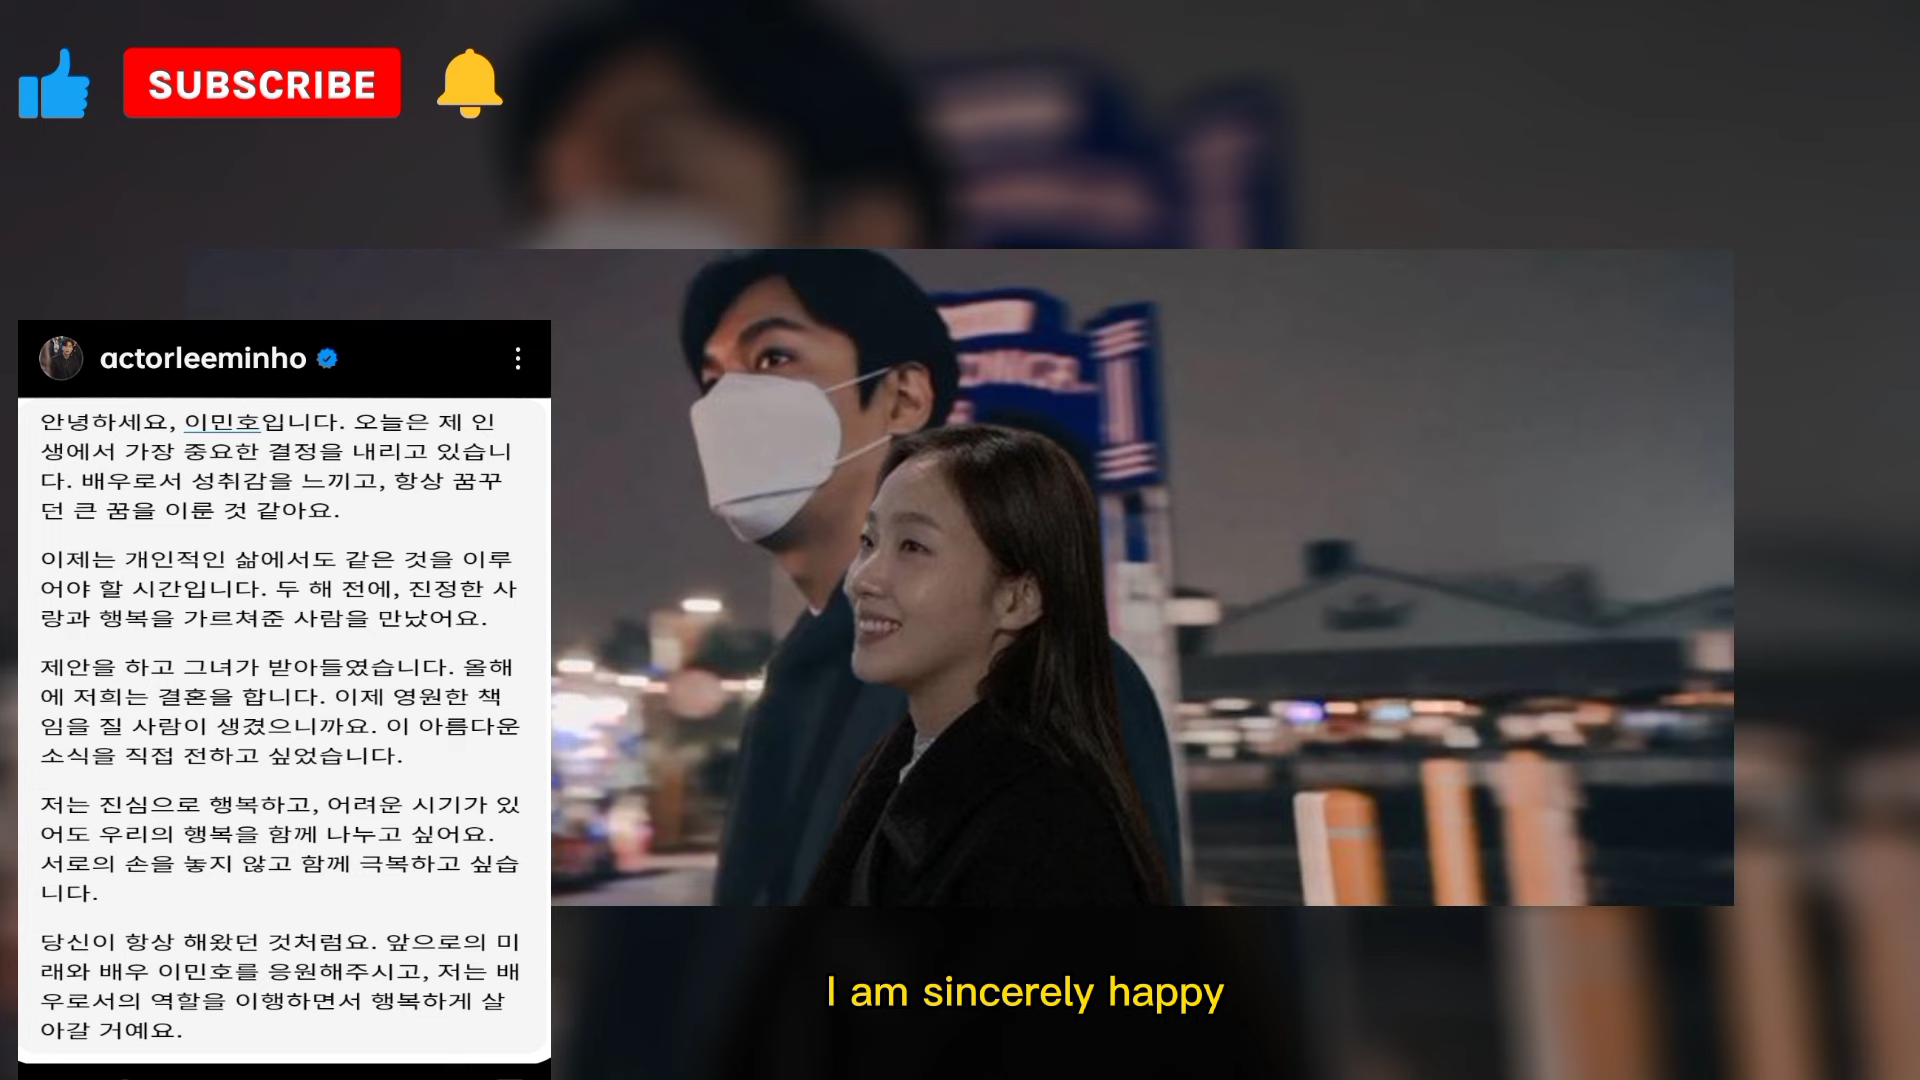 SUBSCRIBE
actorleeminho
안녕하세요, 이민호입니다. 오늘은 제 인
생에서 가장 중요한 결정을 내리고 있습니
다. 배우로서 성취감을 느끼고, 항상 꿈꾸
던 큰 꿈을 이룬 것 같아요.
이제는 개인적인 삶에서도 같은 것을 이루
어야 할 시간입니다. 두 해 전에, 진정한 사
랑과 행복을 가르쳐준 사람을 만났어요.
제안을 하고 그녀가 받아들였습니다. 올해
에 저희는 결혼을 합니다. 이제 영원한 책
임을 질 사람이 생겼으니까요. 이 아름다운
소식을 직접 전하고 싶었습니다.
저는 진심으로 행복하고, 어려운 시기가 있
어도 우리의 행복을 함께 나누고 싶어요.
서로의 손을 놓지 않고 함께 극복하고 싶습
니다.
당신이 항상 해왔던 것처럼요. 앞으로의 미
래와 배우 이민호를 응원해주시고, 저는 배
우로서의 역할을 이행하면서 행복하게 살
아갈 거예요.
I am sincerely happy